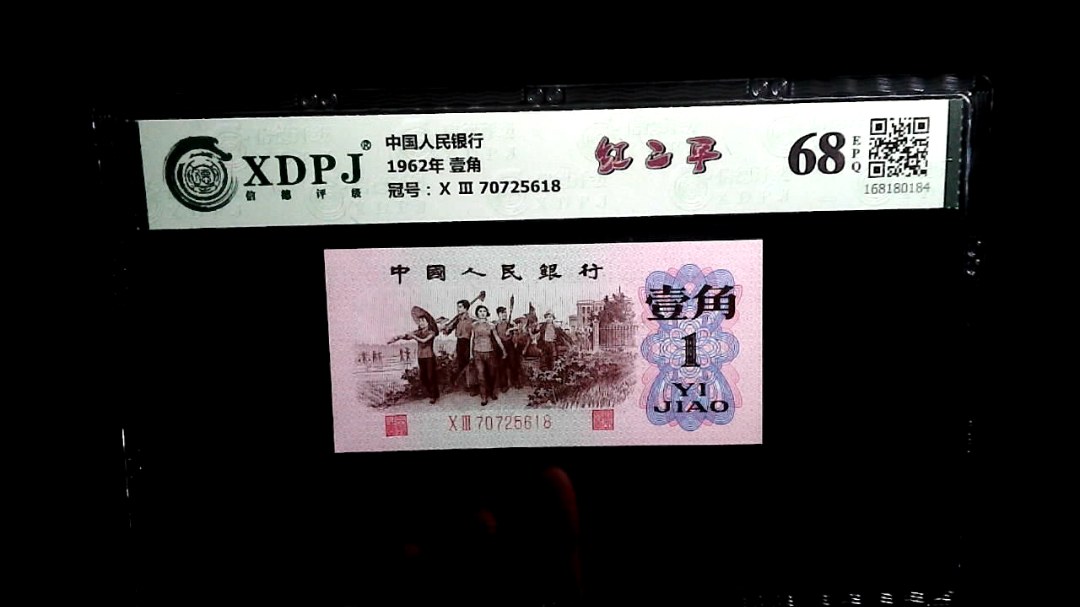 XDPJ®
信德评级
中国人民银行
1962年 壹角
冠号：X Ⅲ 70725618
红二平
68
EPQ
168180184
中國人民銀行
壹角
1
YI
JIAO
X Ⅲ 70725618